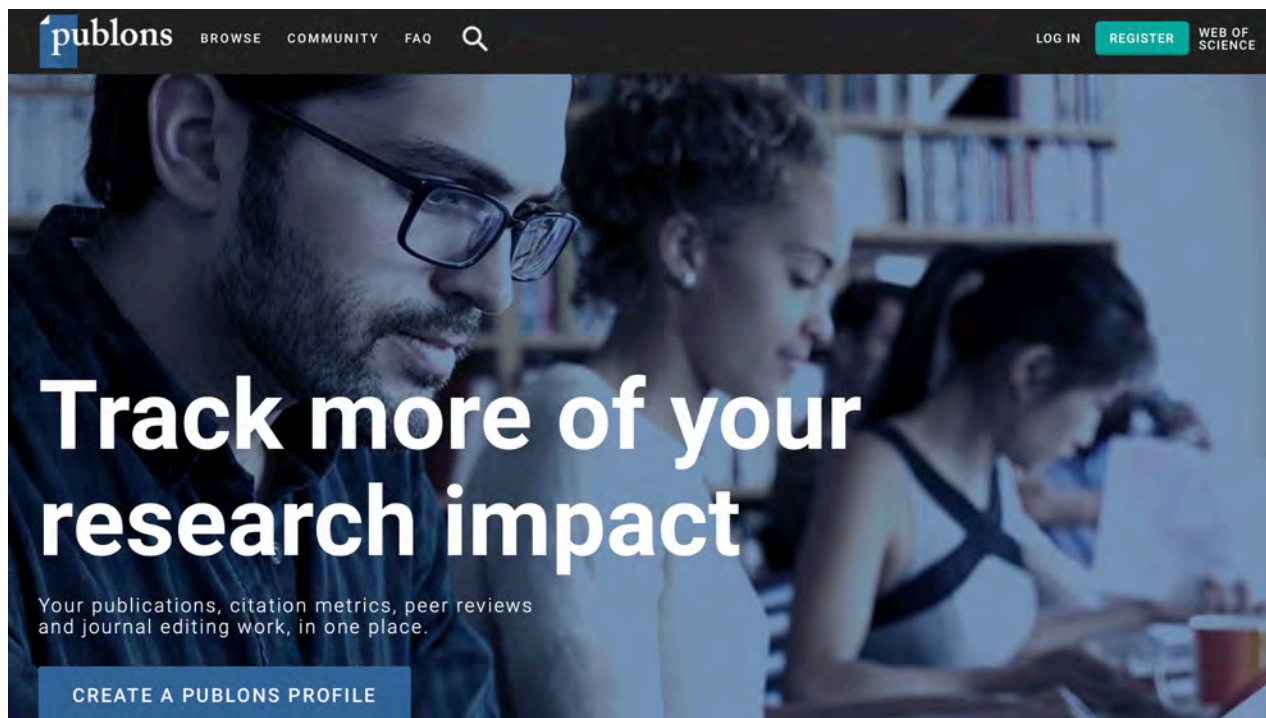 publons BROWSE COMMUNITY FAQ LOG IN REGISTER WEB OF
SCIENCE
Track more of your
research impact
Your publications, citation metrics, peer reviews
and journal editing work, in one place.
CREATE A PUBLONS PROFILE